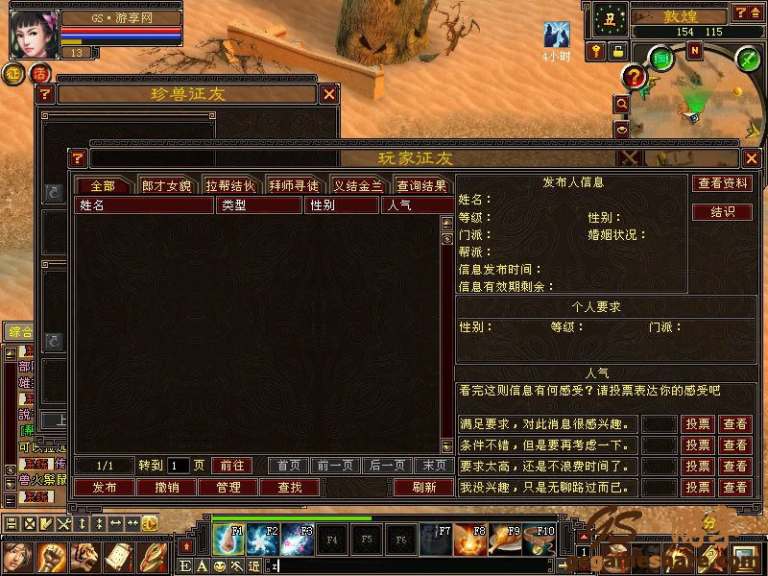 GS·游享网
13
征
活
4小时
丑
敦煌
154 115
N
珍兽征友
玩家征友
全部
郎才女貌
拉帮结伙
拜师寻徒
义结金兰
查询结果
姓名
类型
性别
人气
发布人信息
姓名：
等级：
性别：
门派：
婚姻状况：
帮派：
信息发布时间：
信息有效期剩余：
查看资料
结识
个人要求
性别：
等级：
门派：
人气
看完这则信息有何感受？请投票表达你的感受吧
满足要求，对此消息很感兴趣。
投票
查看
条件不错，但是要再考虑一下。
投票
查看
要求太高，还是不浪费时间了。
投票
查看
我没兴趣，只是无聊路过而已。
投票
查看
1/1
转到
1
页
前往
首页
前一页
后一页
末页
发布
撤销
管理
查找
刷新
综合
F1
F2
F3
F4
F5
F6
F7
F8
F9
F10
E
A
近
1
GS